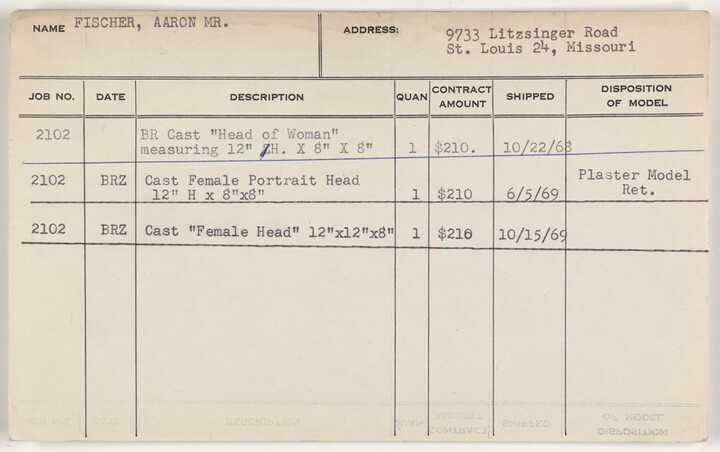 NAME FISCHER, AARON MR. ADDRESS: 9733 Litzsinger Road
St. Louis 24, Missouri
JOB NO. DATE DESCRIPTION QUAN CONTRACT AMOUNT SHIPPED DISPOSITION OF MODEL
2102 BR Cast "Head of Woman"
measuring 12" H. X 8" X 8" 1 $210. 10/22/68
2102 BRZ Cast Female Portrait Head Plaster Model
12" H x 8"x8" 1 $210 6/5/69 Ret.
2102 BRZ Cast "Female Head" 12"x12"x8" 1 $210 10/15/69